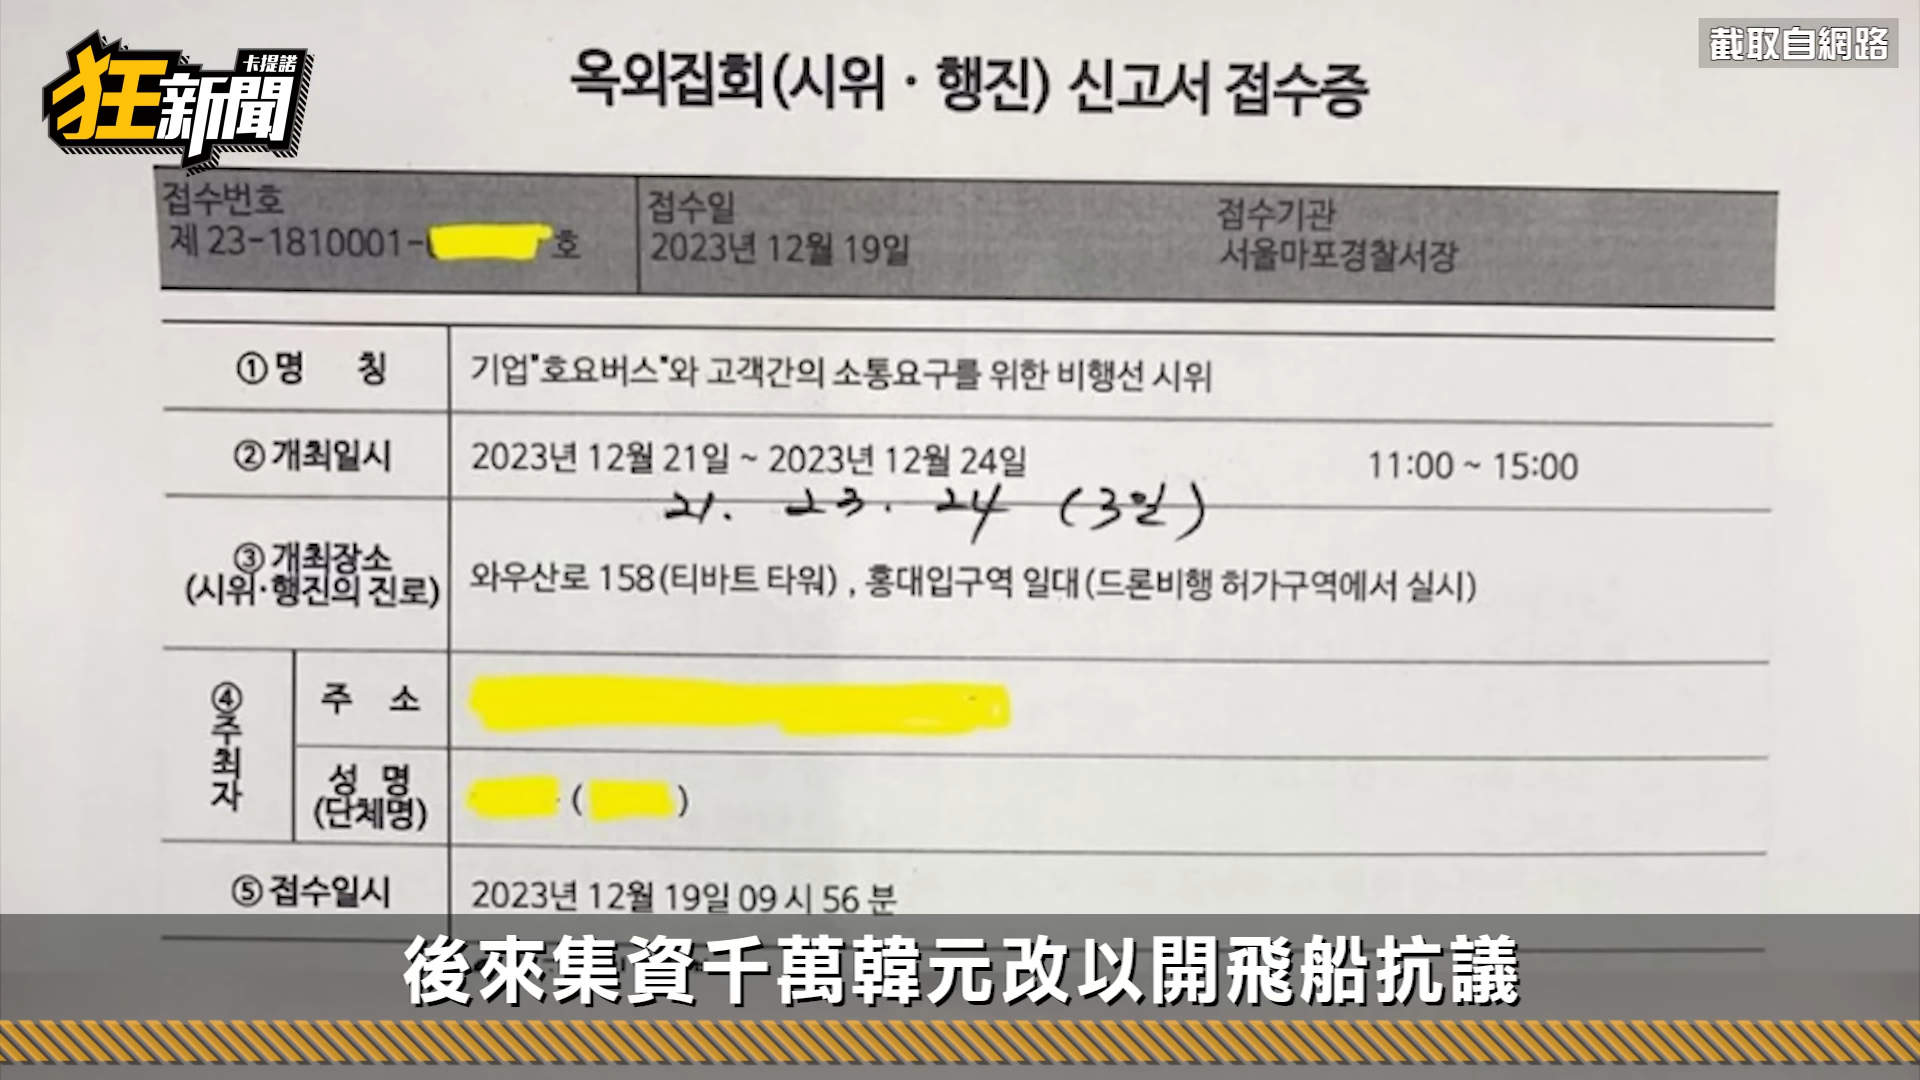 狂新聞
卡提諾
截取自網路
옥외집회(시위·행진) 신고서 접수증
접수번호
제 23-1810001- 호
접수일
2023년 12월 19일
접수기관
서울마포경찰서장
① 명 칭
기업"호요버스"와 고객간의 소통요구를 위한 비행선 시위
② 개최일시
2023년 12월 21일 ~ 2023년 12월 24일 11:00 ~ 15:00
21. 23. 24 (3일)
③ 개최장소
(시위·행진의 진로)
와우산로 158(티바트 타워) , 홍대입구역 일대(드론비행 허가구역에서 실시)
④ 주최자
주 소
성 명
(단체명)
( )
⑤ 접수일시
2023년 12월 19일 09 시 56 분
後來集資千萬韓元改以開飛船抗議